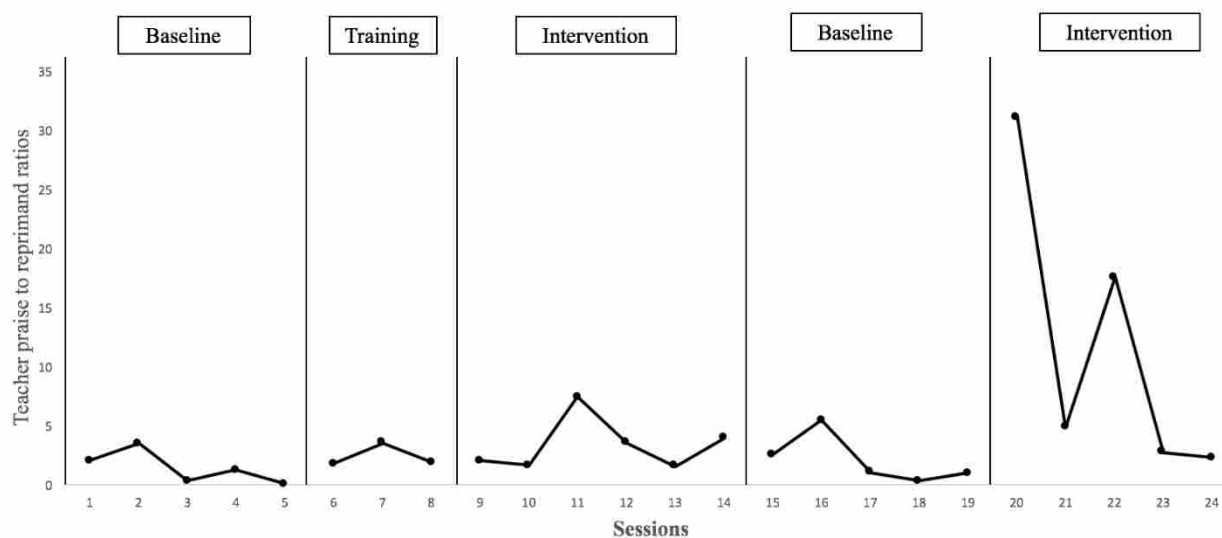 Baseline Training Intervention Baseline Intervention
Teacher praise to reprimand ratios
35
30
25
20
15
10
5
0
1 2 3 4 5 6 7 8 9 10 11 12 13 14 15 16 17 18 19 20 21 22 23 24
Sessions